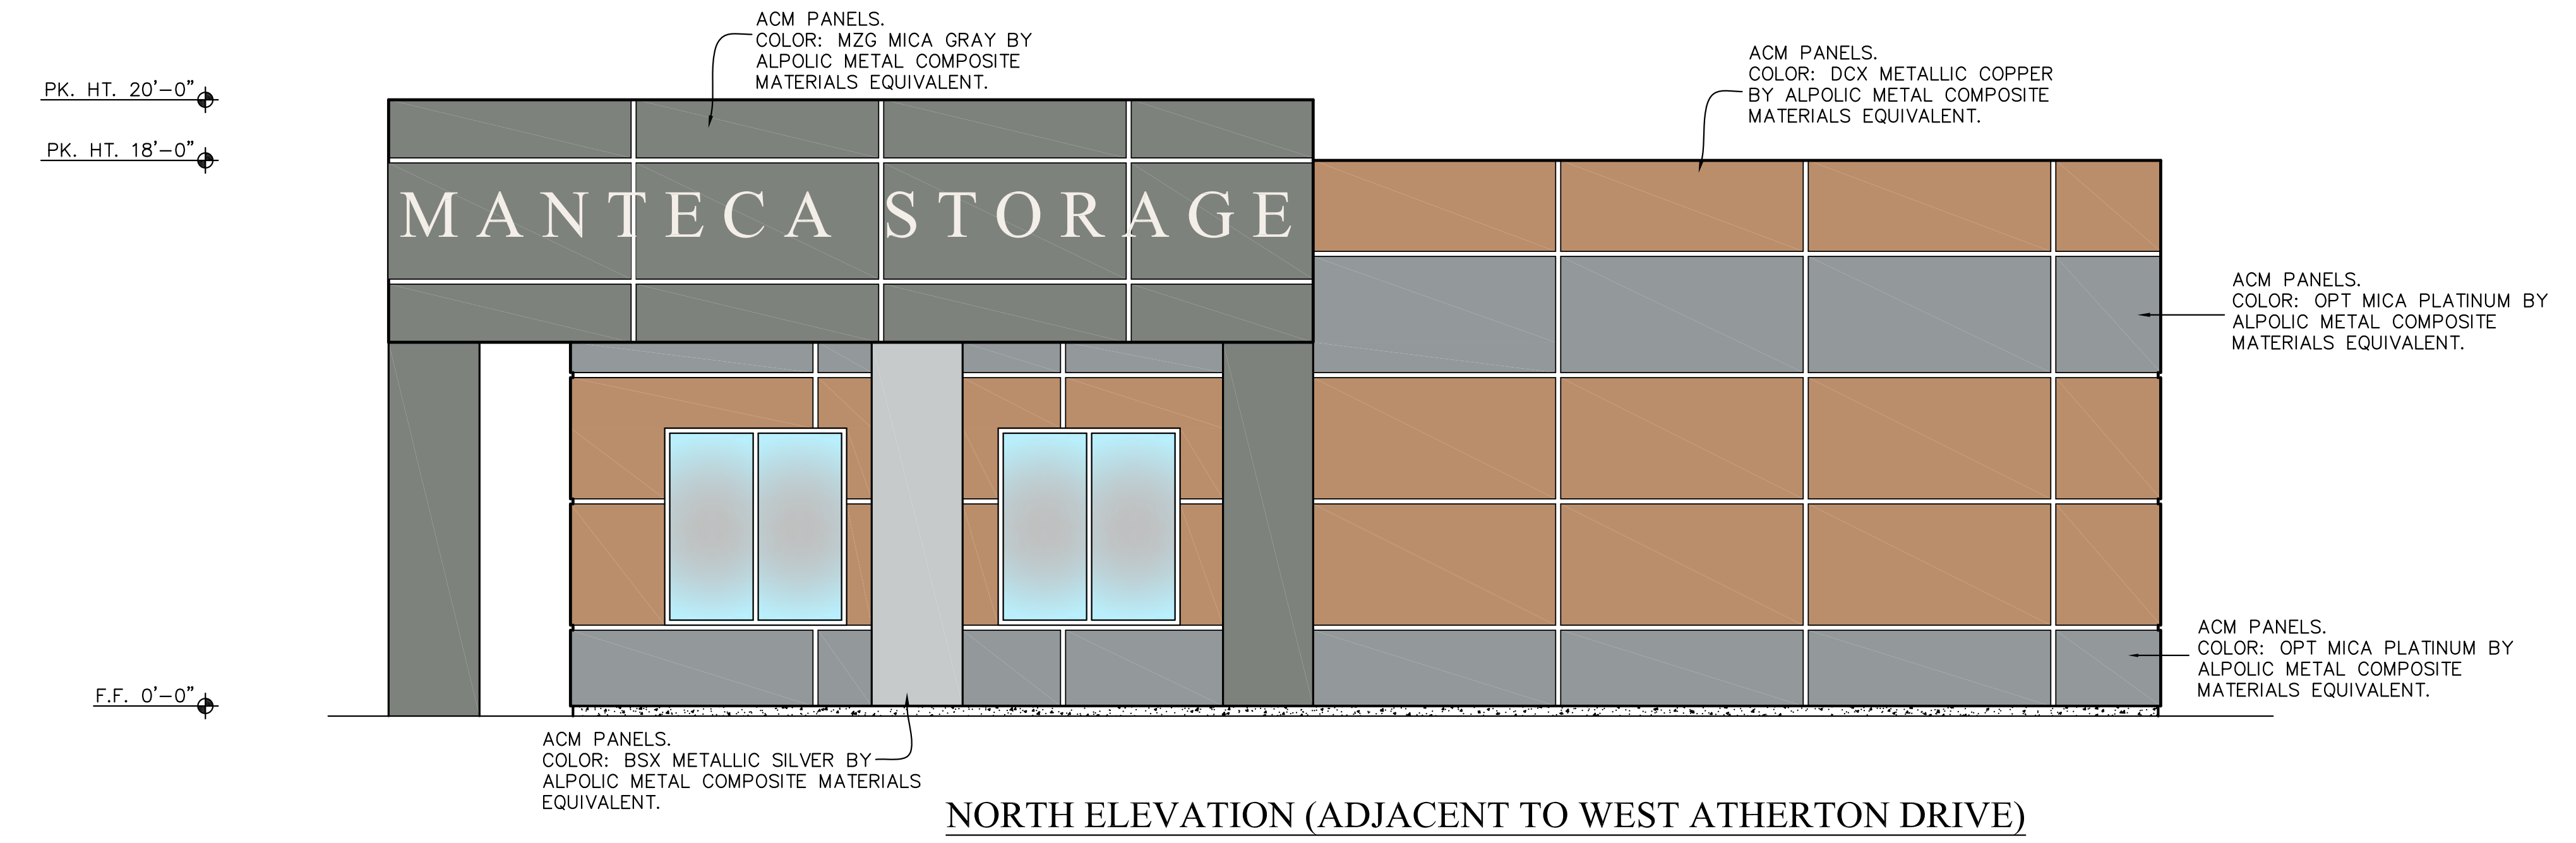 ACM PANELS.
COLOR: MZG MICA GRAY BY
ALPOLIC METAL COMPOSITE
MATERIALS EQUIVALENT.
ACM PANELS.
COLOR: DCX METALLIC COPPER
BY ALPOLIC METAL COMPOSITE
MATERIALS EQUIVALENT.
PK. HT. 20'-0"
PK. HT. 18'-0"
MANTECA STORAGE
ACM PANELS.
COLOR: OPT MICA PLATINUM BY
ALPOLIC METAL COMPOSITE
MATERIALS EQUIVALENT.
ACM PANELS.
COLOR: OPT MICA PLATINUM BY
ALPOLIC METAL COMPOSITE
MATERIALS EQUIVALENT.
F.F. 0'-0"
ACM PANELS.
COLOR: BSX METALLIC SILVER BY
ALPOLIC METAL COMPOSITE MATERIALS
EQUIVALENT.
NORTH ELEVATION (ADJACENT TO WEST ATHERTON DRIVE)